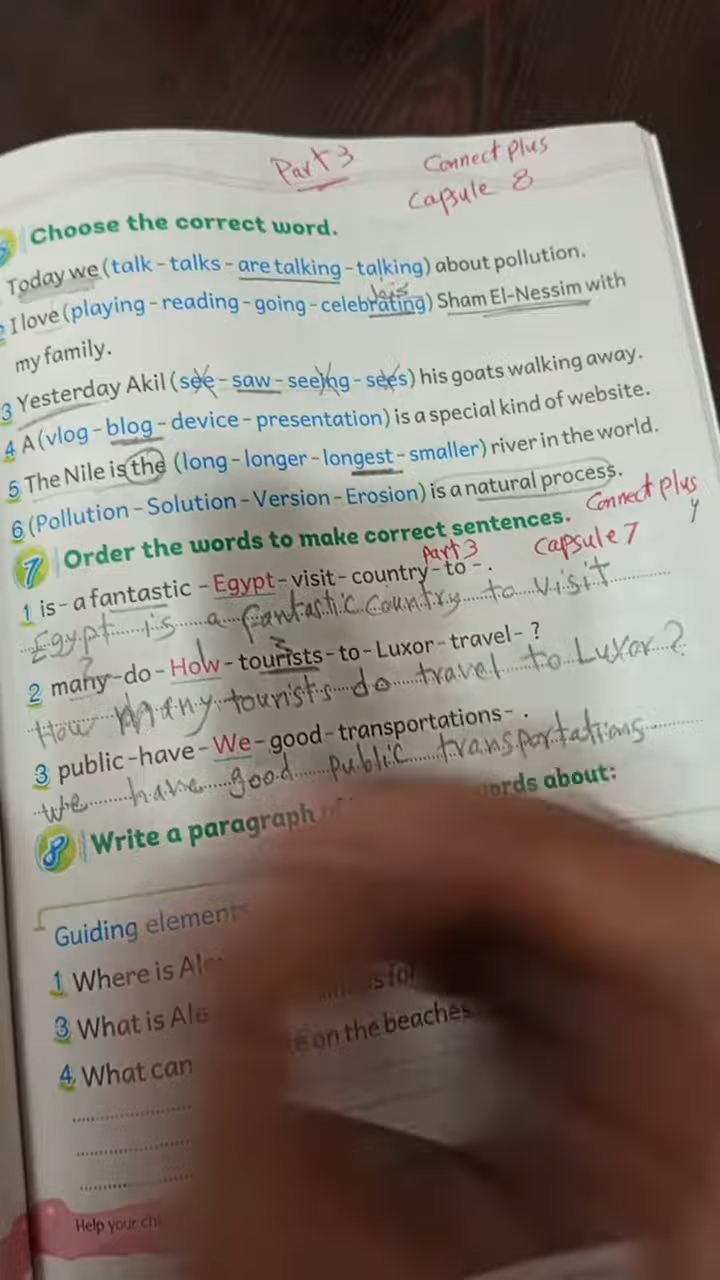 Part 3
Connect plus
Capsule 8
Choose the correct word.
Today we (talk - talks - are talking - talking) about pollution.
I love (playing - reading - going - celebrating) Sham El-Nessim with
my family.
3 Yesterday Akil (see - saw - seeing - sees) his goats walking away.
4 A (vlog - blog - device - presentation) is a special kind of website.
5 The Nile is the (long - longer - longest - smaller) river in the world.
6 (Pollution - Solution - Version - Erosion) is a natural process.
Connect plus
7 Order the words to make correct sentences.
Part 3
Capsule 7
1 is - a fantastic - Egypt - visit - country - to - .
Egypt is a fantastic country to visit
2 many - do - How - tourists - to - Luxor - travel - ?
How many tourists do travel to Luxor ?
3 public - have - We - good - transportations - .
we have good public transportations
8 Write a paragraph
words about:
Guiding elements
1 Where is Ale
3 What is Ale
on the beaches
4 What can
Help your